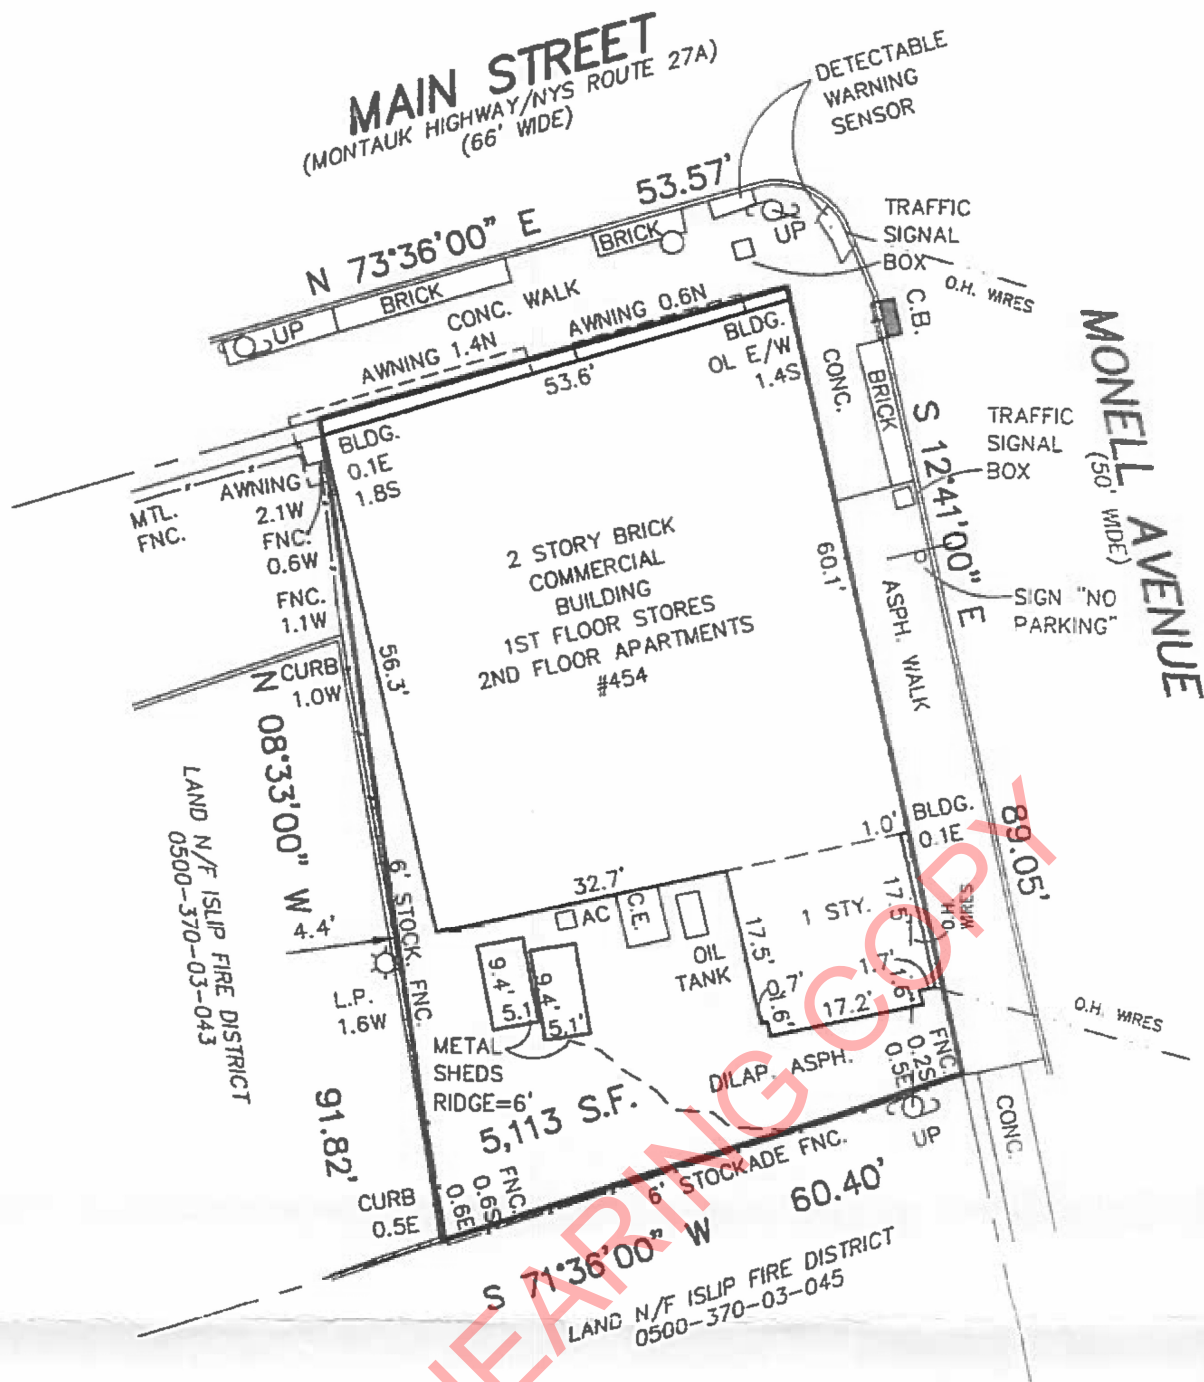 MAIN STREET
(MONTAUK HIGHWAY/NYS ROUTE 27A)
(66' WIDE)
DETECTABLE
WARNING
SENSOR
N 73°36'00" E
53.57'
TRAFFIC
SIGNAL
BOX
UP
BRICK
BRICK
UP
O.H. WIRES
C.B.
CONC. WALK
AWNING 1.4N
AWNING 0.6N
53.6'
BLDG.
OL E/W
1.4S
CONC.
BRICK
MONELL AVENUE
(50' WIDE)
S 12°41'00" E
89.05'
TRAFFIC
SIGNAL
BOX
SIGN "NO
PARKING"
ASPH. WALK
60.1'
BLDG.
0.1E
1.8S
MTL.
FNC.
AWNING
2.1W
FNC.
0.6W
FNC.
1.1W
CURB
1.0W
56.3'
2 STORY BRICK
COMMERCIAL
BUILDING
1ST FLOOR STORES
2ND FLOOR APARTMENTS
#454
N 08°33'00" W
91.82'
LAND N/F ISLIP FIRE DISTRICT
0500-370-03-043
4.4'
6' STOCK. FNC.
L.P.
1.6W
32.7'
AC
C.E.
OIL
TANK
1.0'
BLDG.
0.1E
1 STY.
17.5'
17.5'
O.H.
WIRES
0.7'
1.6'
17.2'
1.7'
1.6'
O.H. WIRES
9.4'
5.1'
9.4'
5.1'
METAL
SHEDS
RIDGE=6'
DILAP. ASPH.
FNC.
0.2S
0.5E
UP
CONC.
5,113 S.F.
CURB
0.5E
FNC.
0.6S
0.6E
6' STOCKADE FNC.
S 71°36'00" W
60.40'
LAND N/F ISLIP FIRE DISTRICT
0500-370-03-045
HEARING COPY